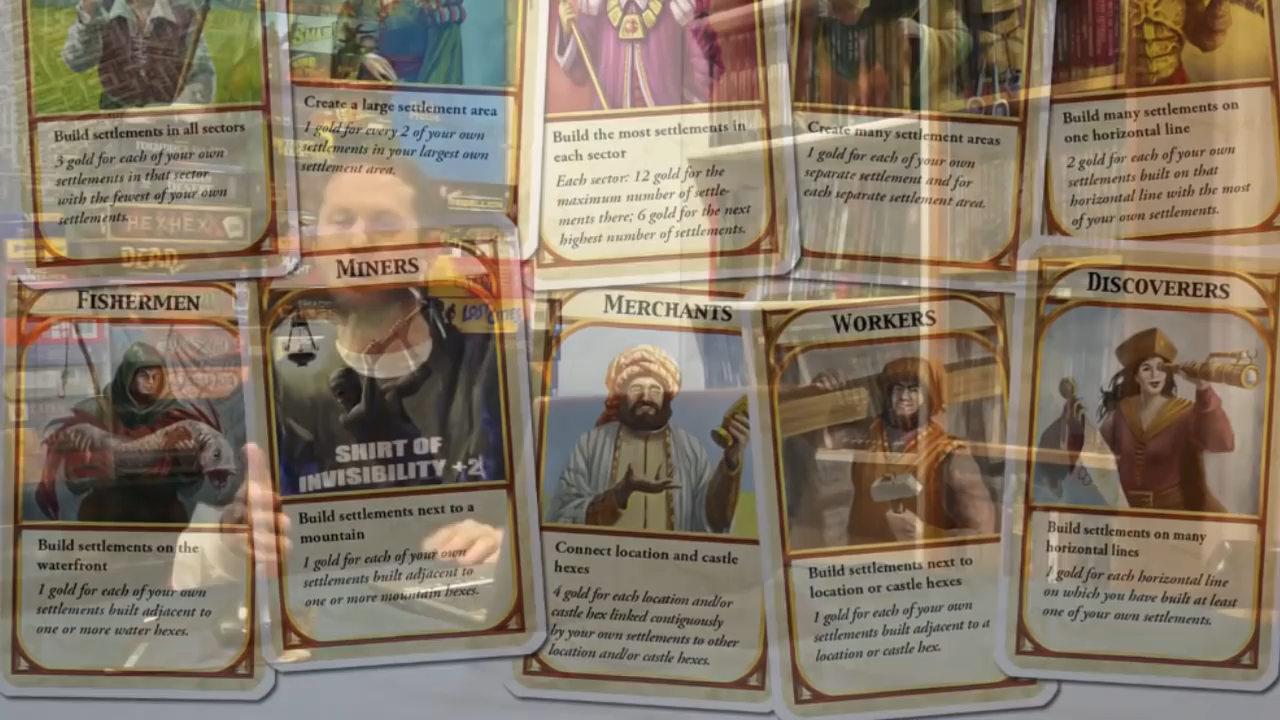 Build settlements in all sectors
3 gold for each of your own
settlements in that sector
with the fewest of your own
settlements.
Create a large settlement area
1 gold for every 2 of your own
settlements in your largest own
settlement area.
Build the most settlements in
each sector
Each sector: 12 gold for the
maximum number of settle-
ments there; 6 gold for the next
highest number of settlements.
Create many settlement areas
1 gold for each of your own
separate settlement and for
each separate settlement area.
Build many settlements on
one horizontal line
2 gold for each of your own
settlements built on that
horizontal line with the most
of your own settlements.
HEXHEX
DEAD
REBELLION
LOST CITIES
FISHERMEN
Build settlements on the
waterfront
1 gold for each of your own
settlements built adjacent to
one or more water hexes.
MINERS
SHIRT OF
INVISIBILITY +2
Build settlements next to a
mountain
1 gold for each of your own
settlements built adjacent to
one or more mountain hexes.
MERCHANTS
Connect location and castle
hexes
4 gold for each location and/or
castle hex linked contiguously
by your own settlements to other
location and/or castle hexes.
WORKERS
Build settlements next to
location or castle hexes
1 gold for each of your own
settlements built adjacent to a
location or castle hex.
DISCOVERERS
Build settlements on many
horizontal lines
1 gold for each horizontal line
on which you have built at least
one of your own settlements.